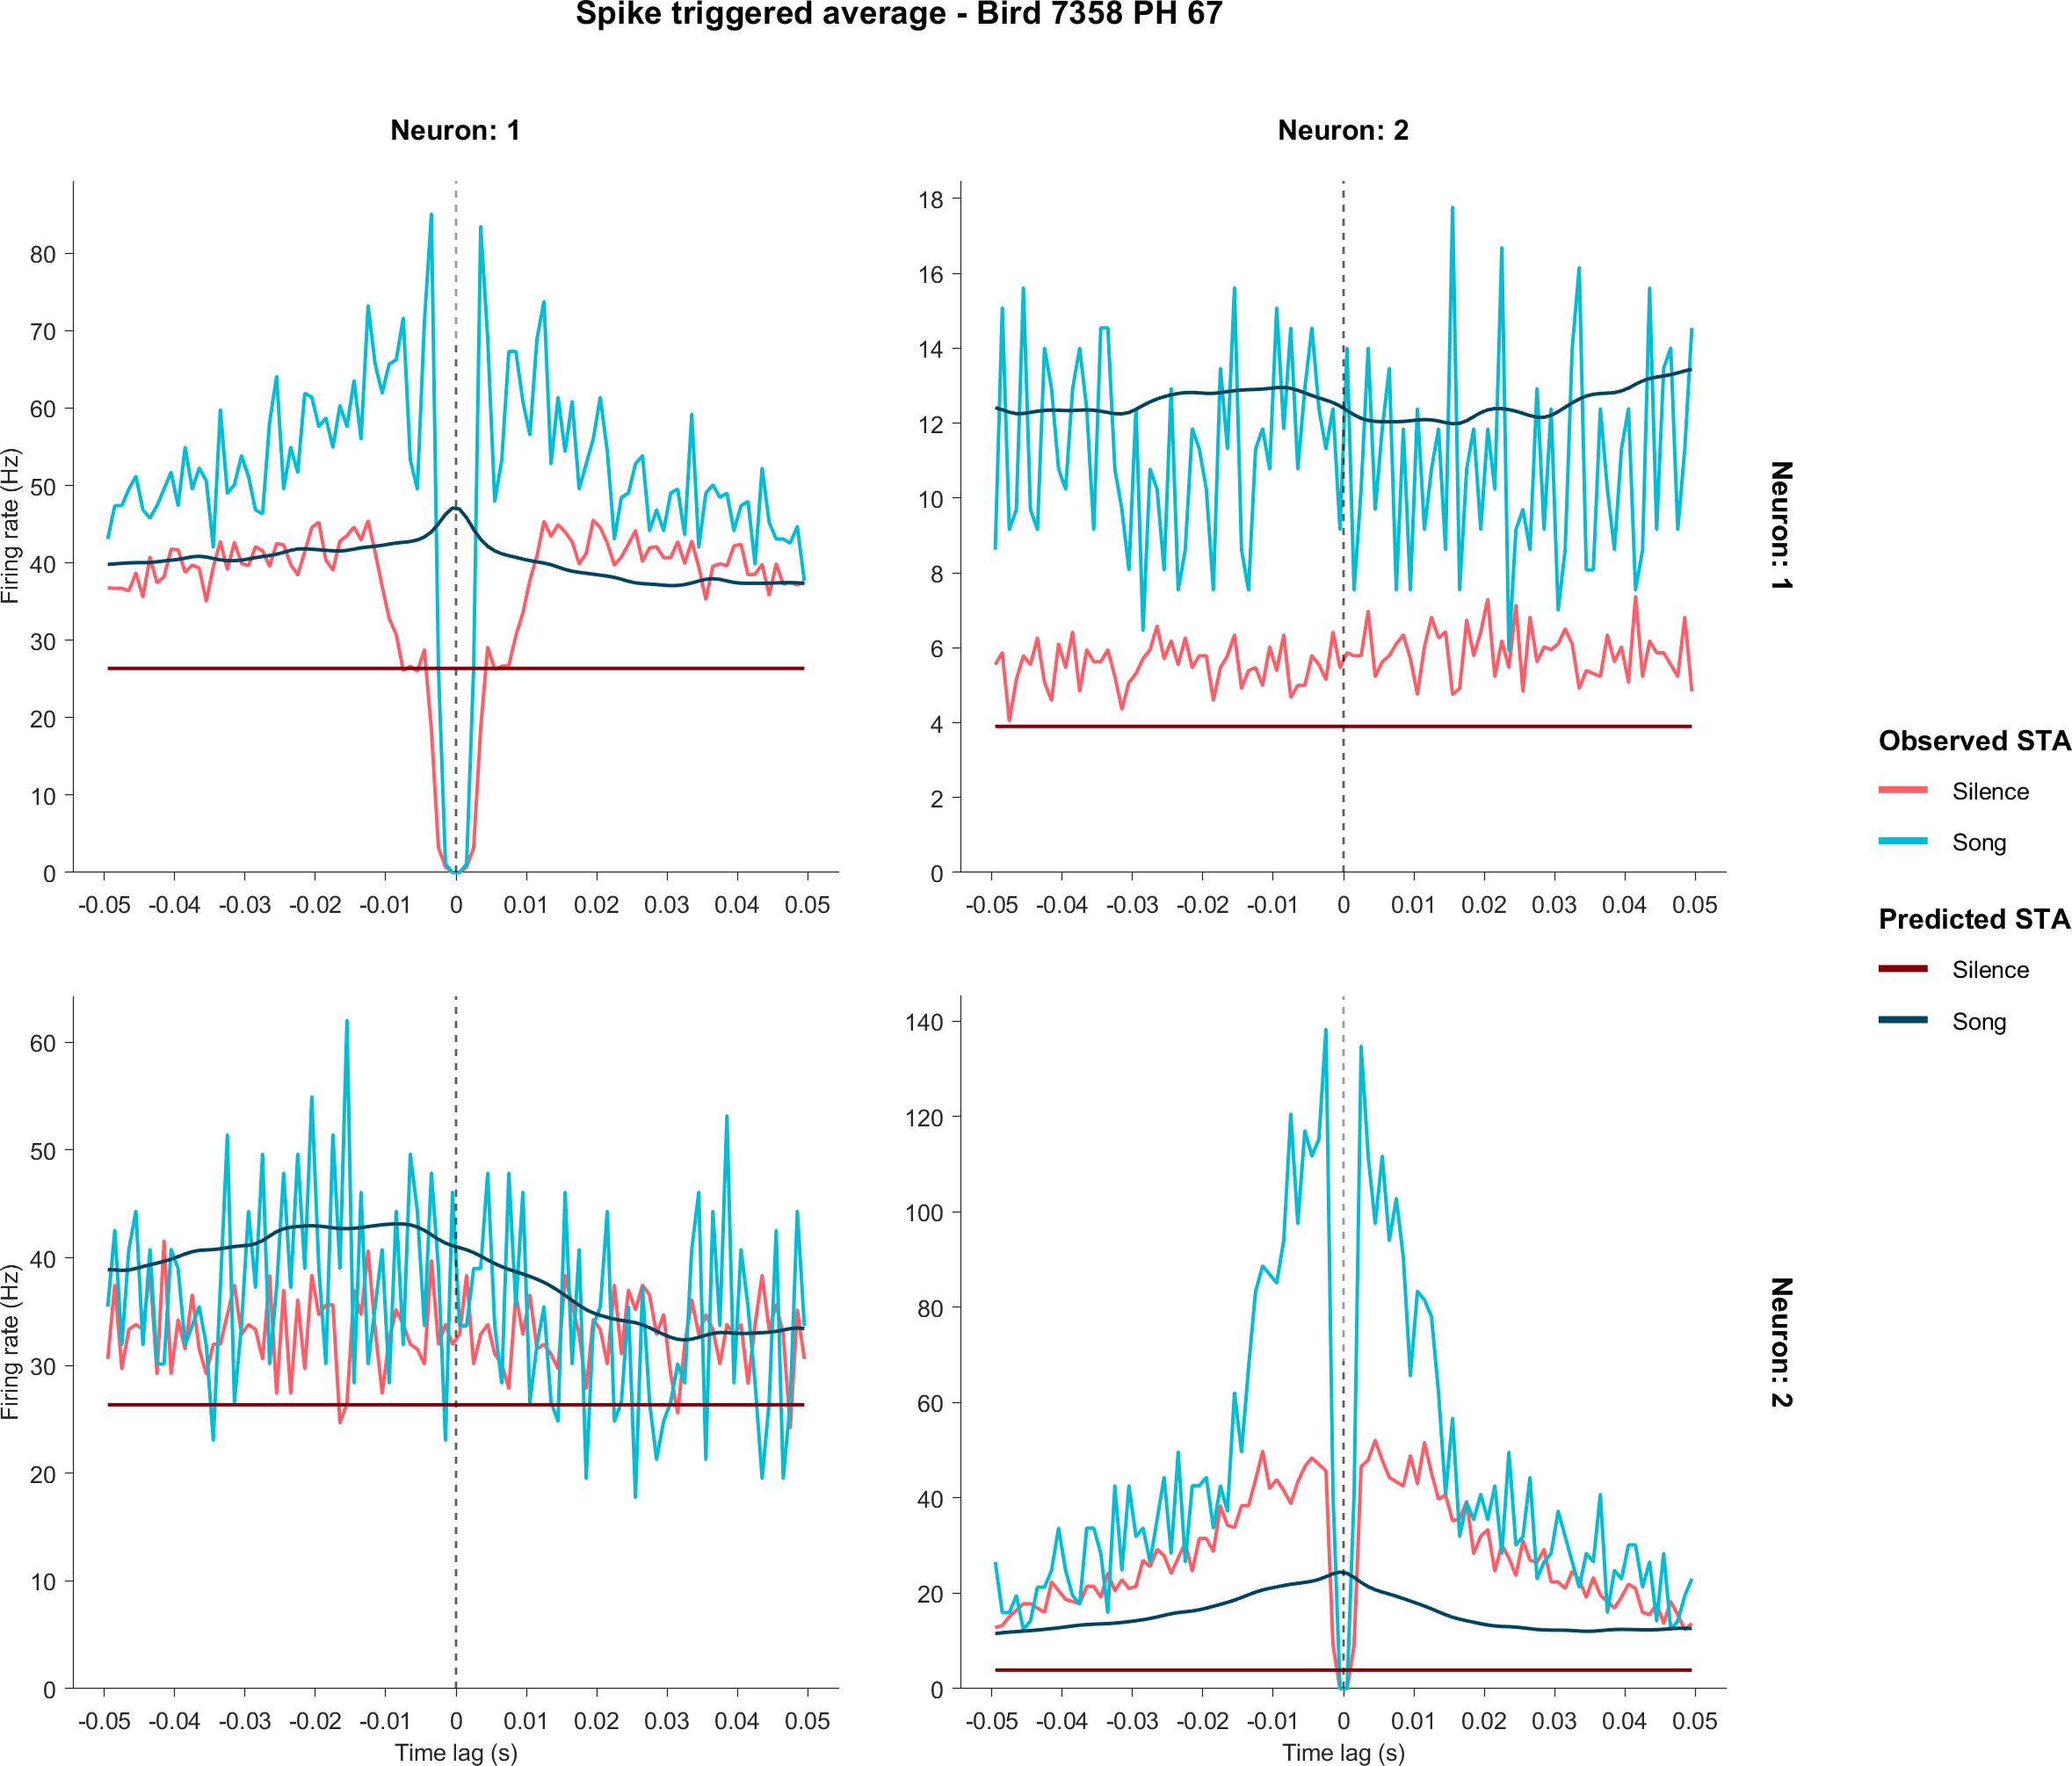 Spike triggered average - Bird 7358 PH 67
Neuron: 1
Neuron: 2
Firing rate (Hz)
80
70
60
50
40
30
20
10
0
-0.05 -0.04 -0.03 -0.02 -0.01 0 0.01 0.02 0.03 0.04 0.05
18
16
14
12
10
8
6
4
2
0
-0.05 -0.04 -0.03 -0.02 -0.01 0 0.01 0.02 0.03 0.04 0.05
Neuron: 1
Observed STA
Silence
Song
Predicted STA
Silence
Song
Firing rate (Hz)
60
50
40
30
20
10
0
-0.05 -0.04 -0.03 -0.02 -0.01 0 0.01 0.02 0.03 0.04 0.05
Time lag (s)
140
120
100
80
60
40
20
0
-0.05 -0.04 -0.03 -0.02 -0.01 0 0.01 0.02 0.03 0.04 0.05
Time lag (s)
Neuron: 2